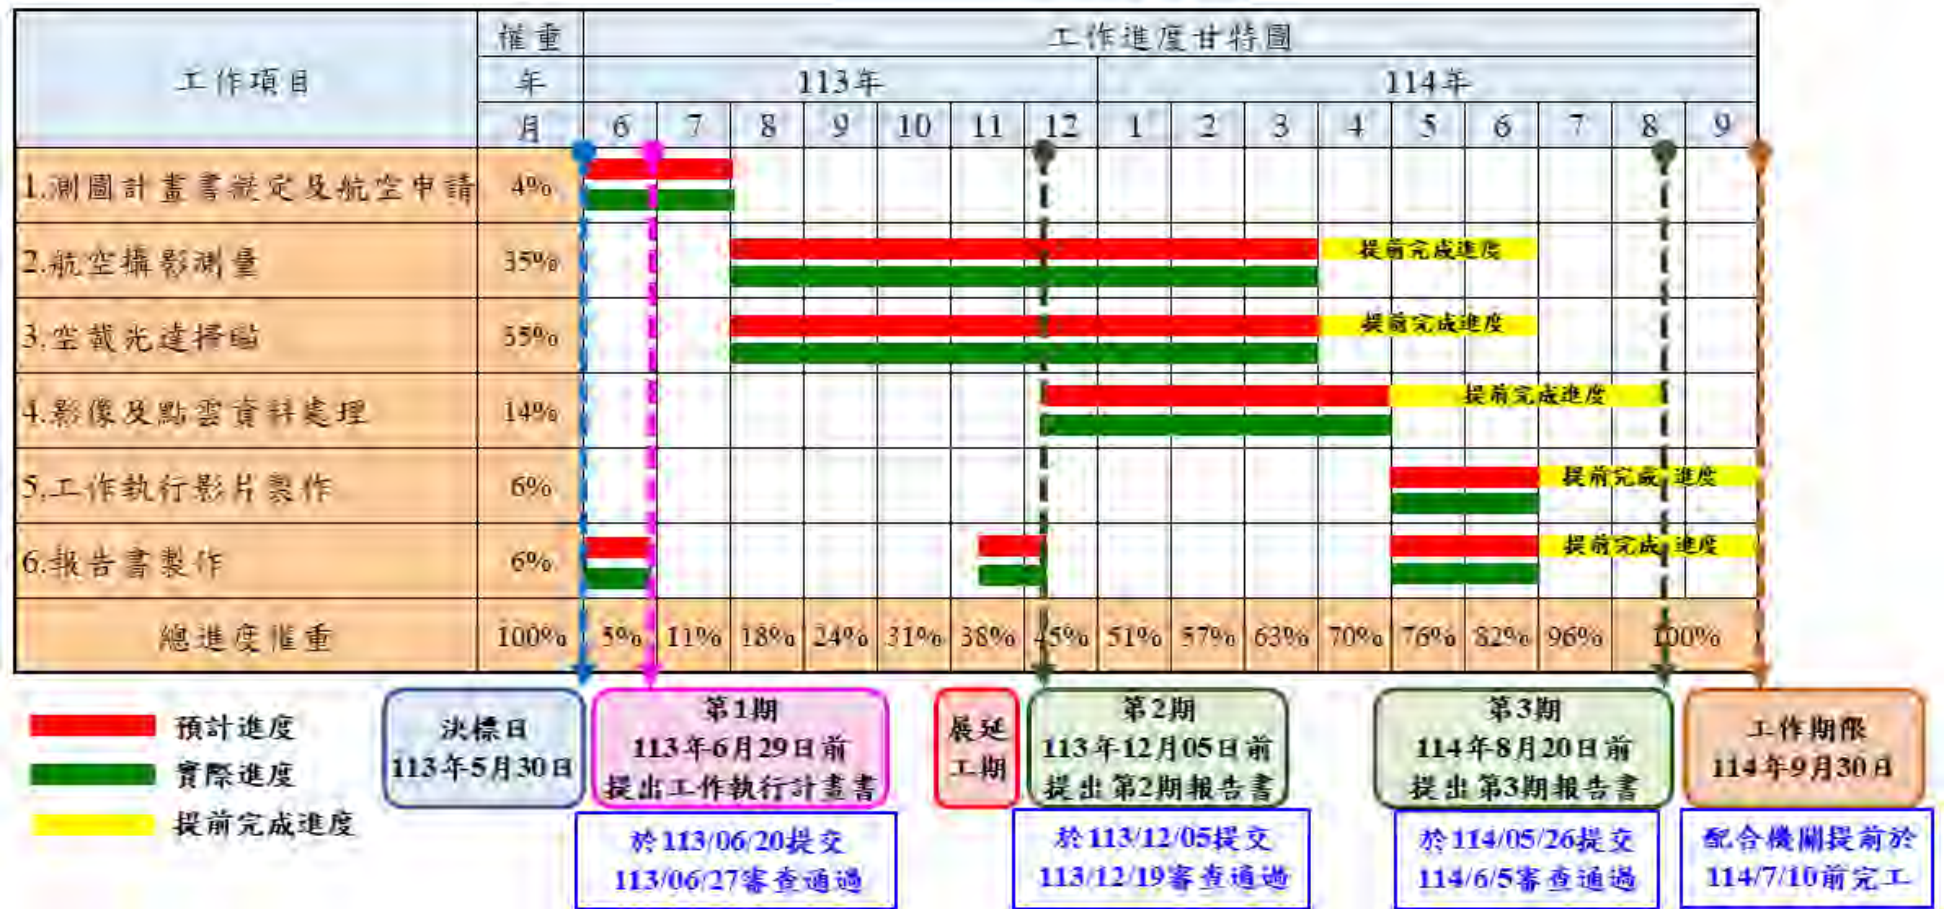 工作項目 權重 工作進度甘特圖
年 113年 114年
月 6 7 8 9 10 11 12 1 2 3 4 5 6 7 8 9
1.測圖計畫書擬定及航空申請 4%
2.航空攝影測量 35% 提前完成進度
3.空載光達掃瞄 35% 提前完成進度
4.影像及點雲資料處理 14% 提前完成進度
5.工作執行影片製作 6% 提前完成進度
6.報告書製作 6% 提前完成進度
總進度權重 100% 5% 11% 18% 24% 31% 38% 45% 51% 57% 63% 70% 76% 82% 96% 100%
預計進度
實際進度
提前完成進度
決標日
113年5月30日
第1期
113年6月29日前
提出工作執行計畫書
於113/06/20提交
113/06/27審查通過
展延
工期
第2期
113年12月05日前
提出第2期報告書
於113/12/05提交
113/12/19審查通過
第3期
114年8月20日前
提出第3期報告書
於114/05/26提交
114/6/5審查通過
工作期限
114年9月30日
配合機關提前於
114/7/10前完工